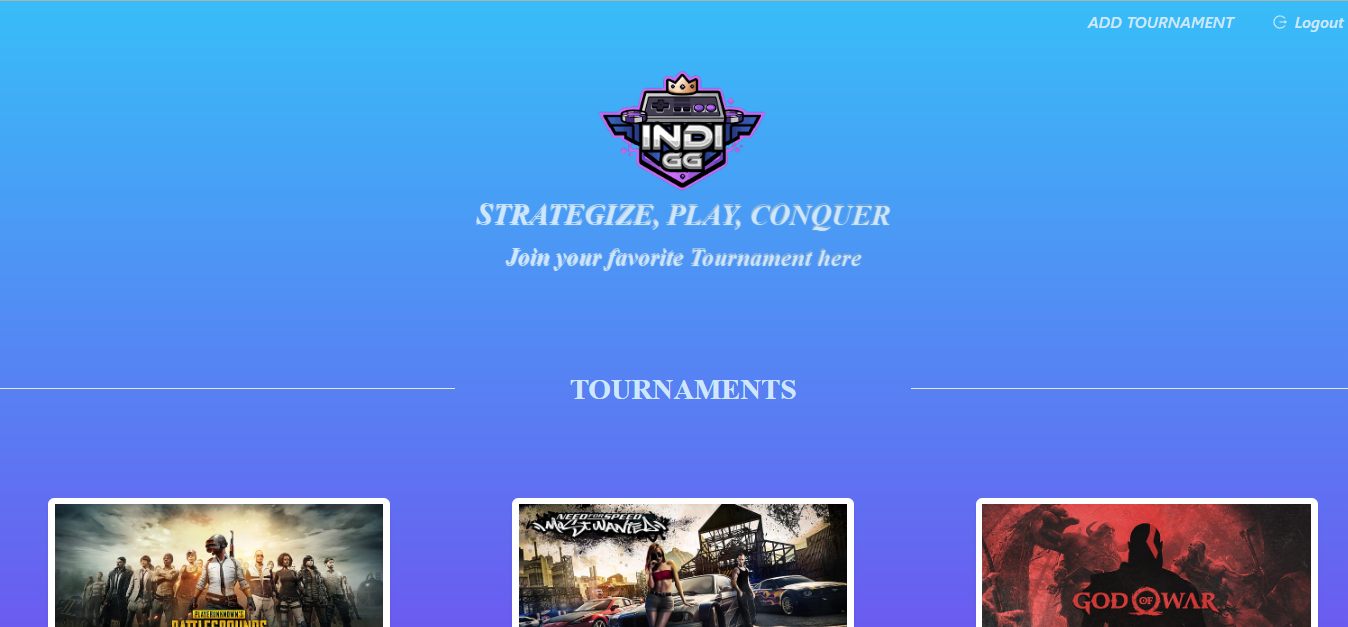 ADD TOURNAMENT Logout
INDI
GG
STRATEGIZE, PLAY, CONQUER
Join your favorite Tournament here
TOURNAMENTS
NEED FOR SPEED
MOST WANTED
GOD OF WAR
PLAYERUNKNOWN'S
BATTLEGROUNDS